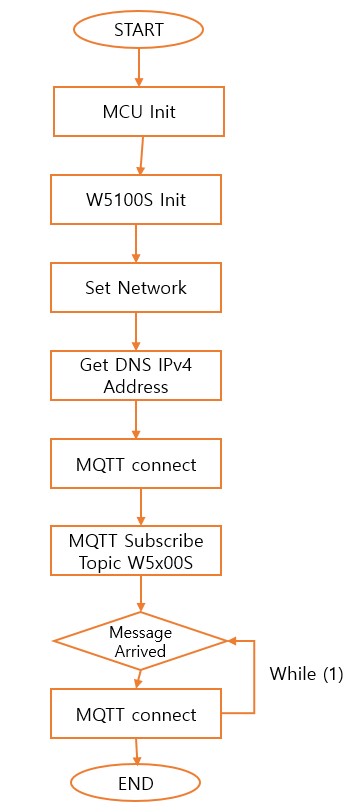 START
MCU Init
W5100S Init
Set Network
Get DNS IPv4
Address
MQTT connect
MQTT Subscribe
Topic W5x00S
Message
Arrived
While (1)
MQTT connect
END